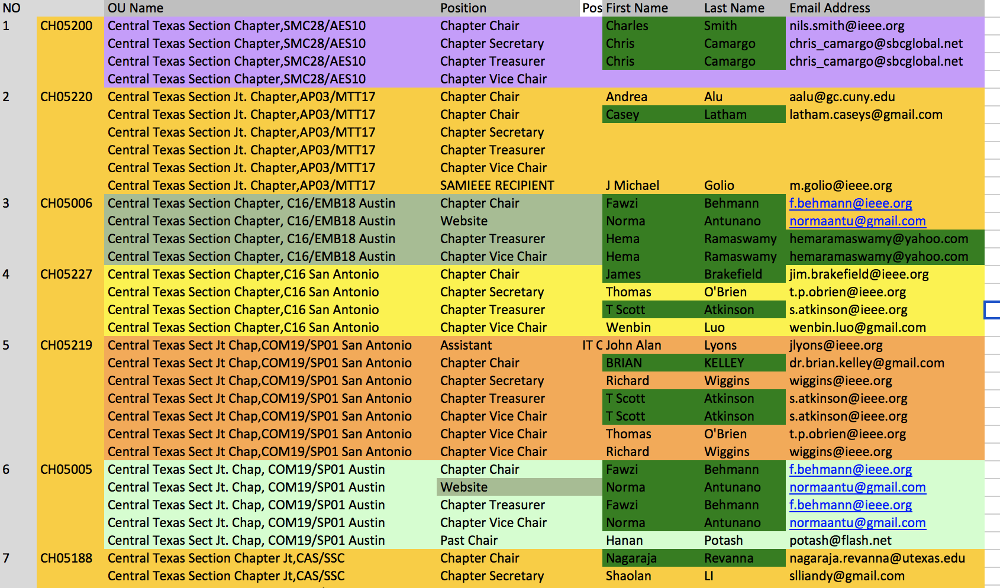 NO OU Name Position Pos First Name Last Name Email Address
1 CH05200 Central Texas Section Chapter,SMC28/AES10 Chapter Chair Charles Smith nils.smith@ieee.org
Central Texas Section Chapter,SMC28/AES10 Chapter Secretary Chris Camargo chris_camargo@sbcglobal.net
Central Texas Section Chapter,SMC28/AES10 Chapter Treasurer Chris Camargo chris_camargo@sbcglobal.net
Central Texas Section Chapter,SMC28/AES10 Chapter Vice Chair
2 CH05220 Central Texas Section Jt. Chapter,AP03/MTT17 Chapter Chair Andrea Alu aalu@gc.cuny.edu
Central Texas Section Jt. Chapter,AP03/MTT17 Chapter Chair Casey Latham latham.caseys@gmail.com
Central Texas Section Jt. Chapter,AP03/MTT17 Chapter Secretary
Central Texas Section Jt. Chapter,AP03/MTT17 Chapter Treasurer
Central Texas Section Jt. Chapter,AP03/MTT17 Chapter Vice Chair
Central Texas Section Jt. Chapter,AP03/MTT17 SAMIEEE RECIPIENT J Michael Golio m.golio@ieee.org
3 CH05006 Central Texas Section Chapter, C16/EMB18 Austin Chapter Chair Fawzi Behmann f.behmann@ieee.org
Central Texas Section Chapter, C16/EMB18 Austin Website Norma Antunano normaantu@gmail.com
Central Texas Section Chapter, C16/EMB18 Austin Chapter Treasurer Hema Ramaswamy hemaramaswamy@yahoo.com
Central Texas Section Chapter, C16/EMB18 Austin Chapter Vice Chair Hema Ramaswamy hemaramaswamy@yahoo.com
4 CH05227 Central Texas Section Chapter,C16 San Antonio Chapter Chair James Brakefield jim.brakefield@ieee.org
Central Texas Section Chapter,C16 San Antonio Chapter Secretary Thomas O'Brien t.p.obrien@ieee.org
Central Texas Section Chapter,C16 San Antonio Chapter Treasurer T Scott Atkinson s.atkinson@ieee.org
Central Texas Section Chapter,C16 San Antonio Chapter Vice Chair Wenbin Luo wenbin.luo@gmail.com
5 CH05219 Central Texas Sect Jt Chap,COM19/SP01 San Antonio Assistant IT C John Alan Lyons jlyons@ieee.org
Central Texas Sect Jt Chap,COM19/SP01 San Antonio Chapter Chair BRIAN KELLEY dr.brian.kelley@gmail.com
Central Texas Sect Jt Chap,COM19/SP01 San Antonio Chapter Secretary Richard Wiggins wiggins@ieee.org
Central Texas Sect Jt Chap,COM19/SP01 San Antonio Chapter Treasurer T Scott Atkinson s.atkinson@ieee.org
Central Texas Sect Jt Chap,COM19/SP01 San Antonio Chapter Vice Chair T Scott Atkinson s.atkinson@ieee.org
Central Texas Sect Jt Chap,COM19/SP01 San Antonio Chapter Vice Chair Thomas O'Brien t.p.obrien@ieee.org
Central Texas Sect Jt Chap,COM19/SP01 San Antonio Chapter Vice Chair Richard Wiggins wiggins@ieee.org
6 CH05005 Central Texas Sect Jt. Chap, COM19/SP01 Austin Chapter Chair Fawzi Behmann f.behmann@ieee.org
Central Texas Sect Jt. Chap, COM19/SP01 Austin Website Norma Antunano normaantu@gmail.com
Central Texas Sect Jt. Chap, COM19/SP01 Austin Chapter Treasurer Fawzi Behmann f.behmann@ieee.org
Central Texas Sect Jt. Chap, COM19/SP01 Austin Chapter Vice Chair Norma Antunano normaantu@gmail.com
Central Texas Sect Jt. Chap, COM19/SP01 Austin Past Chair Hanan Potash potash@flash.net
7 CH05188 Central Texas Section Chapter Jt,CAS/SSC Chapter Chair Nagaraja Revanna nagaraja.revanna@utexas.edu
Central Texas Section Chapter Jt,CAS/SSC Chapter Secretary Shaolan LI slliandy@gmail.com